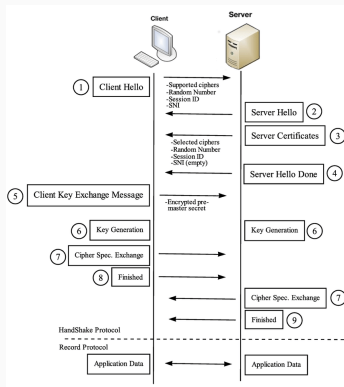 Client
Server
1 Client Hello
-Supported ciphers
-Random Number
-Session ID
-SNI
Server Hello 2
Server Certificates 3
-Selected ciphers
-Random Number
-Session ID
-SNI (empty)
Server Hello Done 4
5 Client Key Exchange Message
-Encrypted pre-
master secret
6 Key Generation
Key Generation 6
7 Cipher Spec. Exchange
8 Finished
Cipher Spec. Exchange 7
Finished 9
HandShake Protocol
Record Protocol
Application Data
Application Data